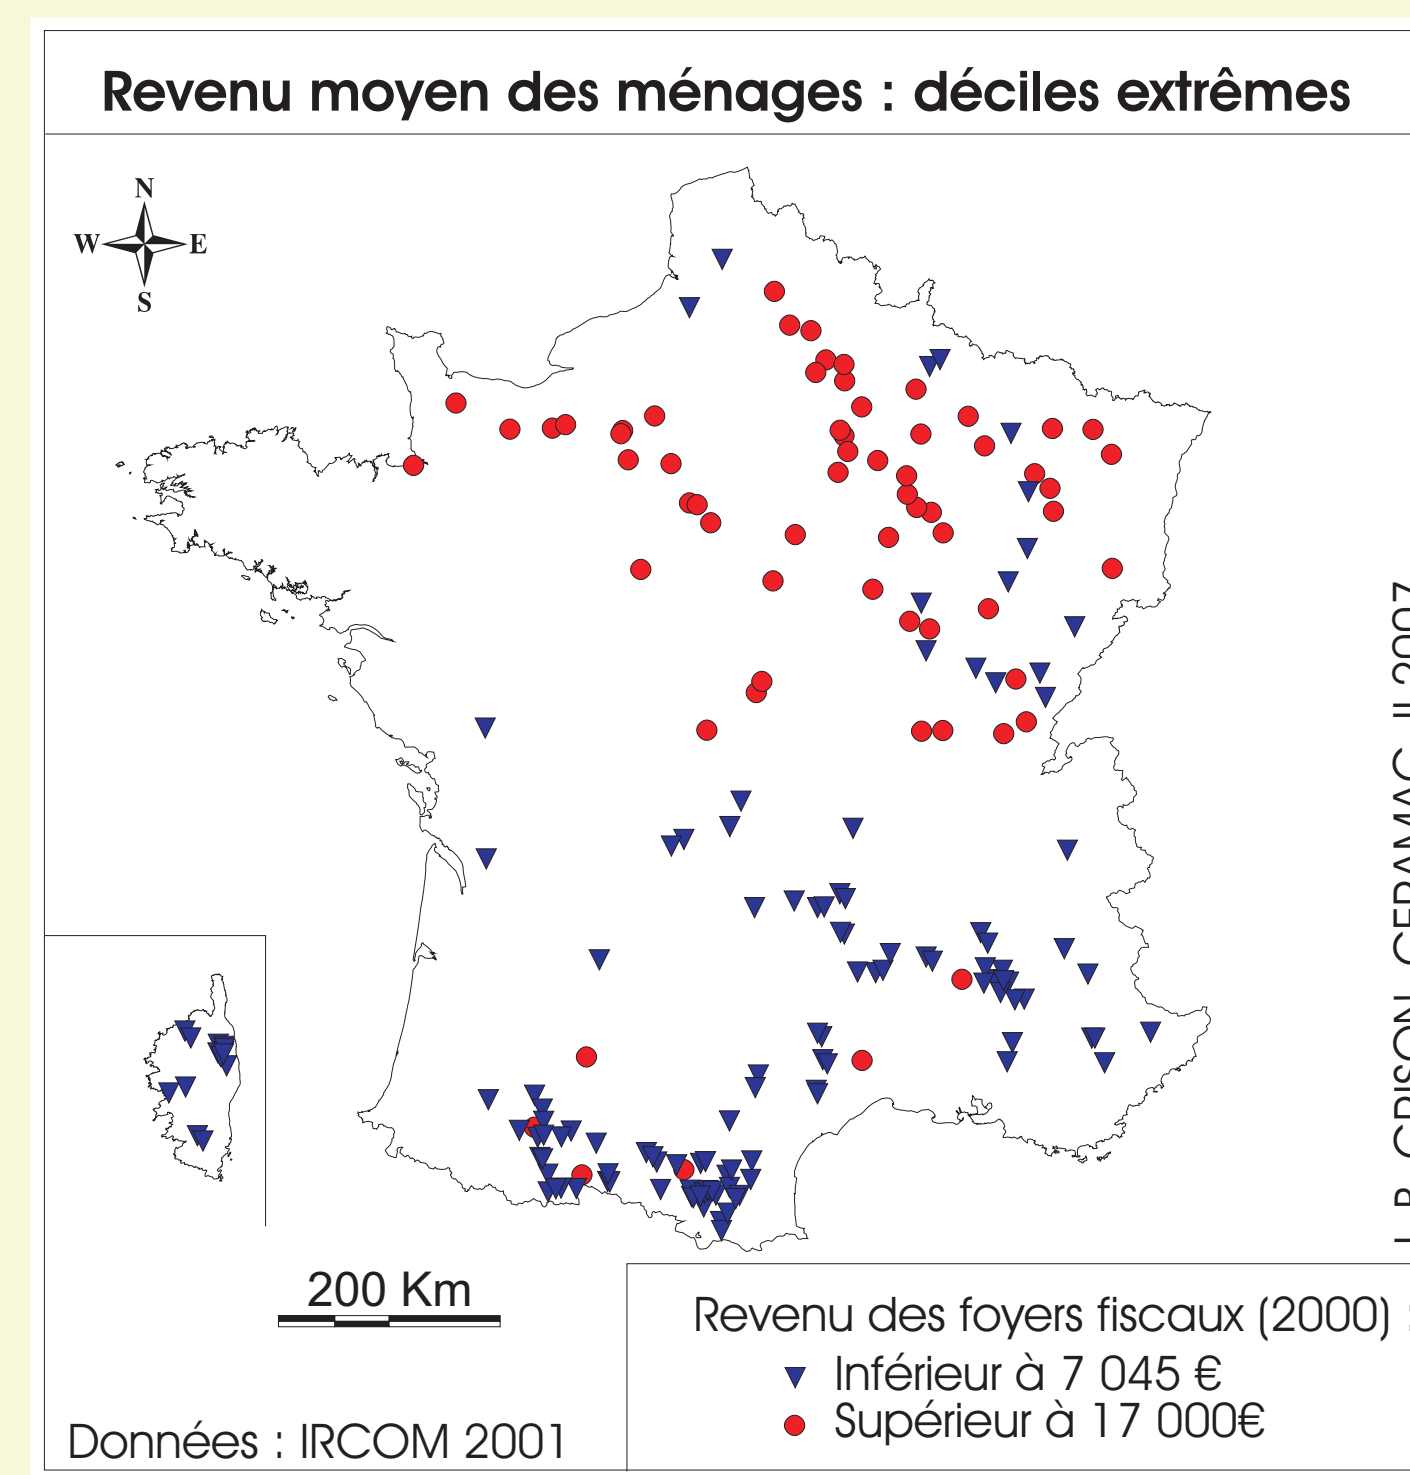 Revenu moyen des ménages : déciles extrêmes
N
W E
S
200 Km
Revenu des foyers fiscaux (2000) :
Inférieur à 7 045 €
Supérieur à 17 000€
Données : IRCOM 2001